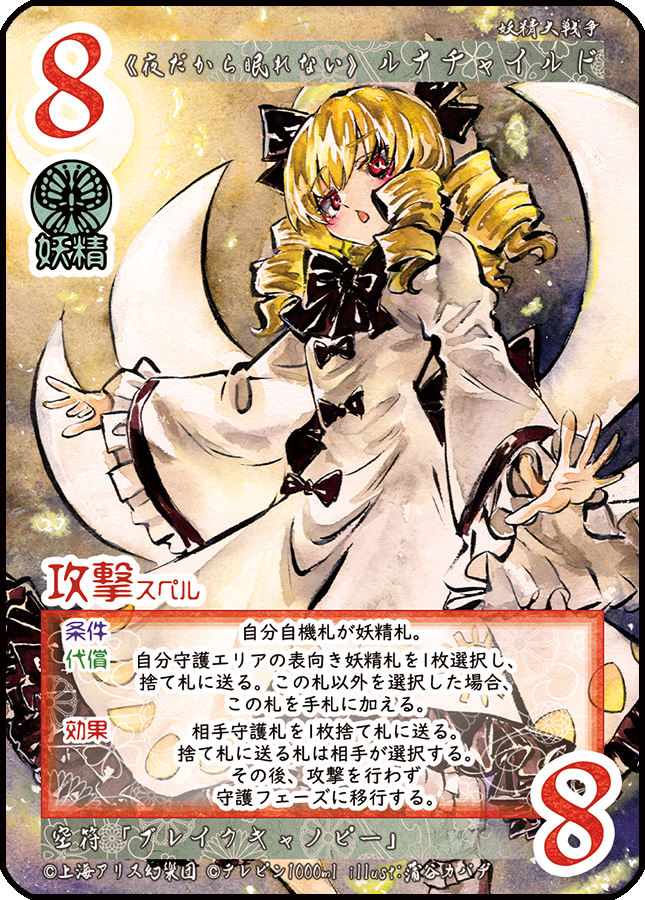 妖精大戦争
8
《夜だから眠れない》 ルナチャイルド
妖精
攻撃スペル
条件 自分自機札が妖精札。
代償 自分守護エリアの表向き妖精札を1枚選択し、
捨て札に送る。この札以外を選択した場合、
この札を手札に加える。
効果 相手守護札を1枚捨て札に送る。
捨て札に送る札は相手が選択する。
その後、攻撃を行わず
守護フェーズに移行する。
8
空符「ブレイクキャノピー」
©上海アリス幻樂団 ©テレピン1000ml illust:蒲谷カバヂ